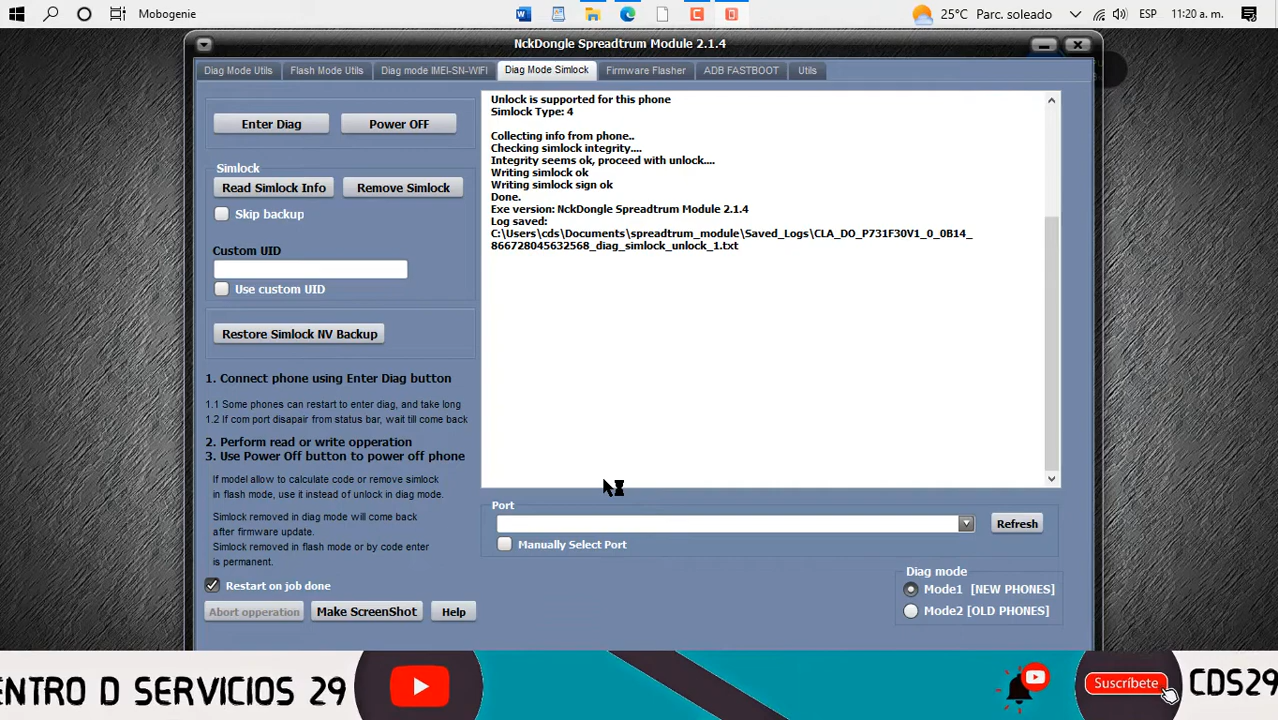 Mobogenie
25°C Parc. soleado
ESP
11:20 a. m.
NckDongle Spreadtrum Module 2.1.4
Diag Mode Utils
Flash Mode Utils
Diag mode IMEI-SN-WIFI
Diag Mode Simlock
Firmware Flasher
ADB FASTBOOT
Utils
Enter Diag
Power OFF
Simlock
Read Simlock Info
Remove Simlock
Skip backup
Custom UID
Use custom UID
Restore Simlock NV Backup
1. Connect phone using Enter Diag button
1.1 Some phones can restart to enter diag, and take long
1.2 If com port disapair from status bar, wait till come back
2. Perform read or write opperation
3. Use Power Off button to power off phone
If model allow to calculate code or remove simlock
in flash mode, use it instead of unlock in diag mode.
Simlock removed in diag mode will come back
after firmware update.
Simlock removed in flash mode or by code enter
is permanent.
Restart on job done
Abort opperation
Make ScreenShot
Help
Unlock is supported for this phone
Simlock Type: 4
Collecting info from phone..
Checking simlock integrity....
Integrity seems ok, proceed with unlock....
Writing simlock ok
Writing simlock sign ok
Done.
Exe version: NckDongle Spreadtrum Module 2.1.4
Log saved:
C:\Users\cds\Documents\spreadtrum_module\Saved_Logs\CLA_DO_P731F30V1_0_0B14_
866728045632568_diag_simlock_unlock_1.txt
Port
Refresh
Manually Select Port
Diag mode
Mode1 [NEW PHONES]
Mode2 [OLD PHONES]
ENTRO D SERVICIOS 29
Suscríbete
CDS29